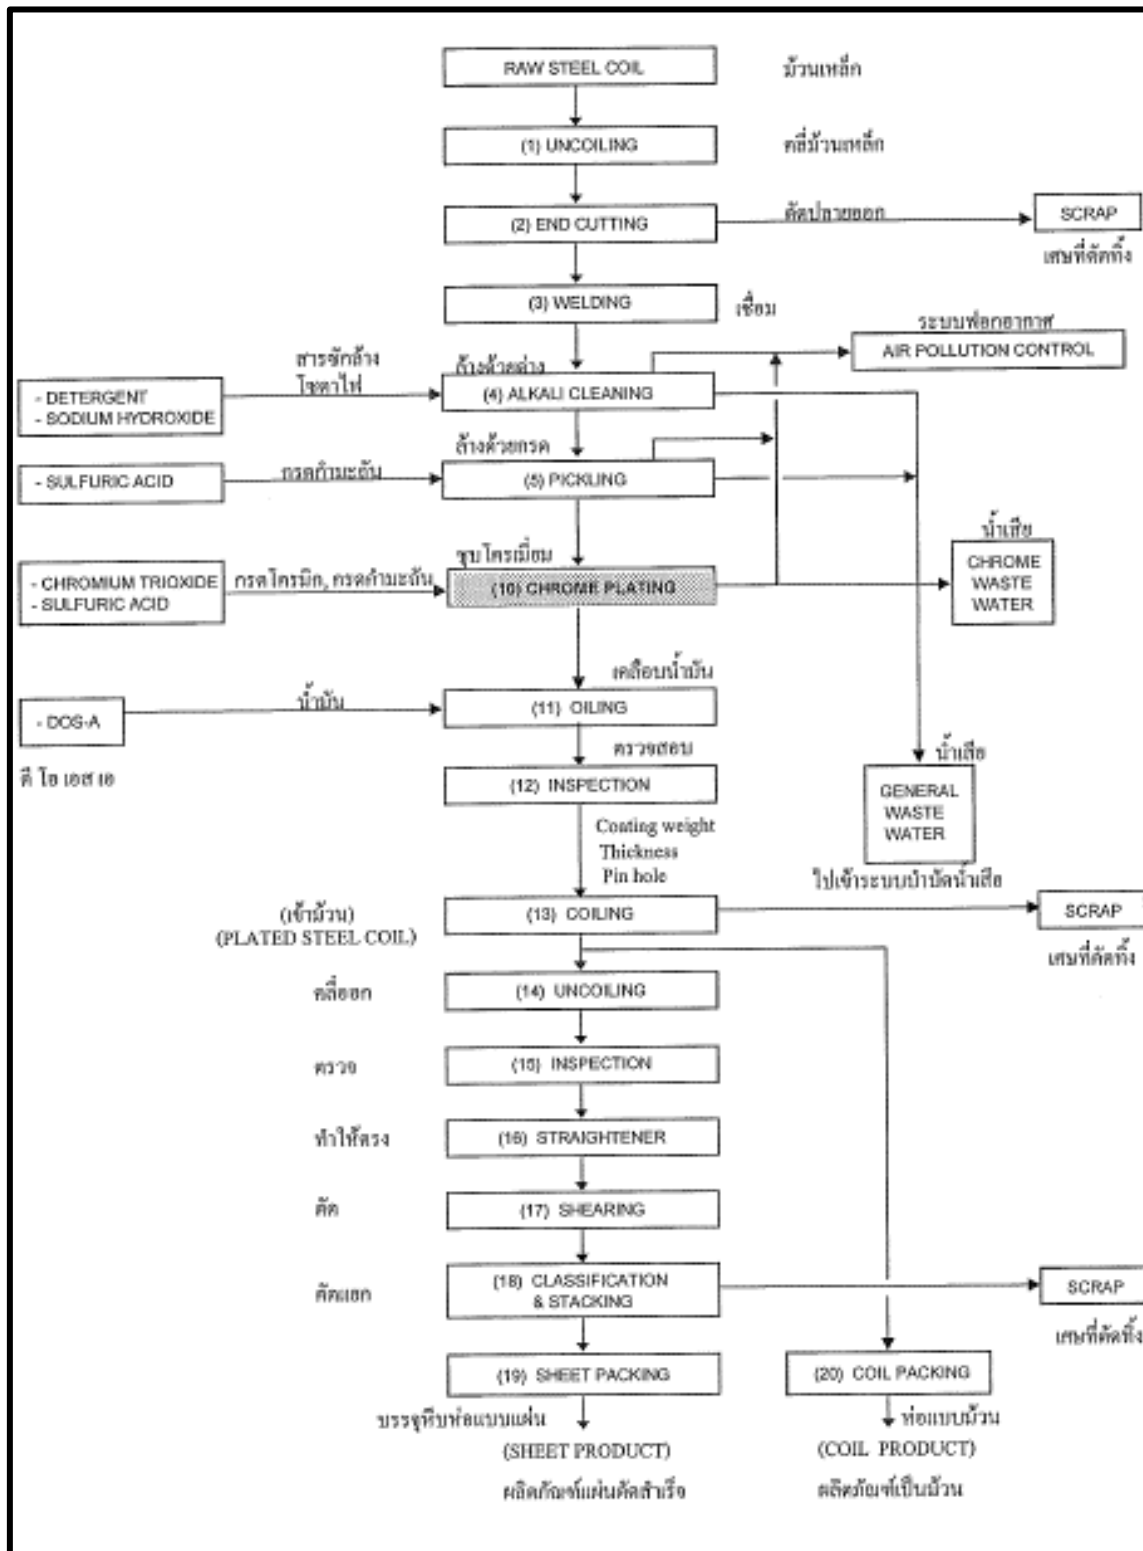 RAW STEEL COIL
ม้วนเหล็ก
(1) UNCOILING
คลี่ม้วนเหล็ก
(2) END CUTTING
ตัดปลายออก
SCRAP
เศษที่ตัดทิ้ง
(3) WELDING
เชื่อม
ระบบฟอกอากาศ
AIR POLLUTION CONTROL
สารซักล้าง
โซดาไฟ
ล้างด้วยด่าง
- DETERGENT
- SODIUM HYDROXIDE
(4) ALKALI CLEANING
ล้างด้วยกรด
- SULFURIC ACID
กรดกำมะถัน
(5) PICKLING
น้ำเสีย
ชุบโครเมี่ยม
- CHROMIUM TRIOXIDE
- SULFURIC ACID
กรดโครมิก, กรดกำมะถัน
(10) CHROME PLATING
CHROME
WASTE
WATER
เคลือบน้ำมัน
- DOS-A
น้ำมัน
(11) OILING
ดี โอ เอส เอ
ตรวจสอบ
น้ำเสีย
(12) INSPECTION
GENERAL
WASTE
WATER
Coating weight
Thickness
Pin hole
ไปเข้าระบบบำบัดน้ำเสีย
(เข้าม้วน)
(PLATED STEEL COIL)
(13) COILING
SCRAP
เศษที่ตัดทิ้ง
คลี่ออก
(14) UNCOILING
ตรวจ
(15) INSPECTION
ทำให้ตรง
(16) STRAIGHTENER
ตัด
(17) SHEARING
คัดแยก
(18) CLASSIFICATION
& STACKING
SCRAP
เศษที่ตัดทิ้ง
(19) SHEET PACKING
(20) COIL PACKING
บรรจุหีบห่อแบบแผ่น
ห่อแบบม้วน
(SHEET PRODUCT)
(COIL PRODUCT)
ผลิตภัณฑ์แผ่นตัดสำเร็จ
ผลิตภัณฑ์เป็นม้วน